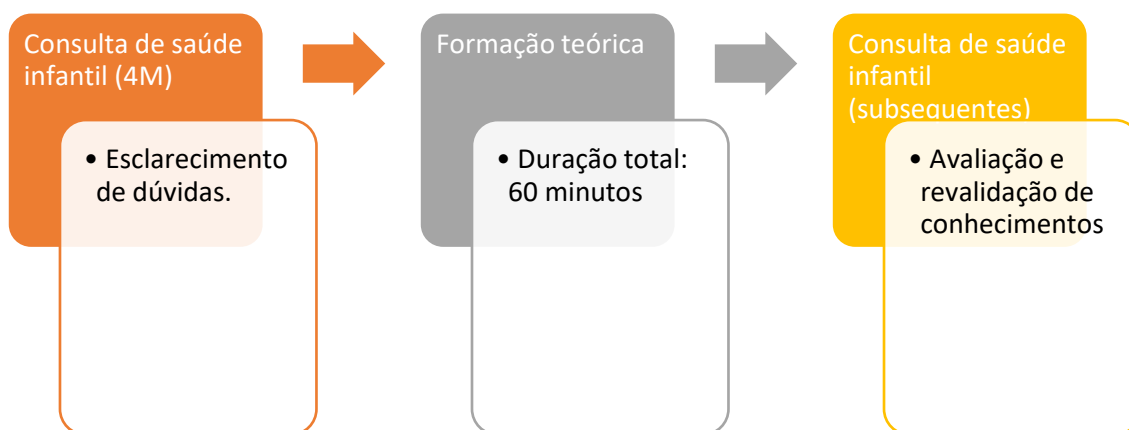 Consulta de saúde
infantil (4M)
• Esclarecimento
de dúvidas.
Formação teórica
• Duração total:
60 minutos
Consulta de saúde
infantil
(subsequentes)
• Avaliação e
revalidação de
conhecimentos